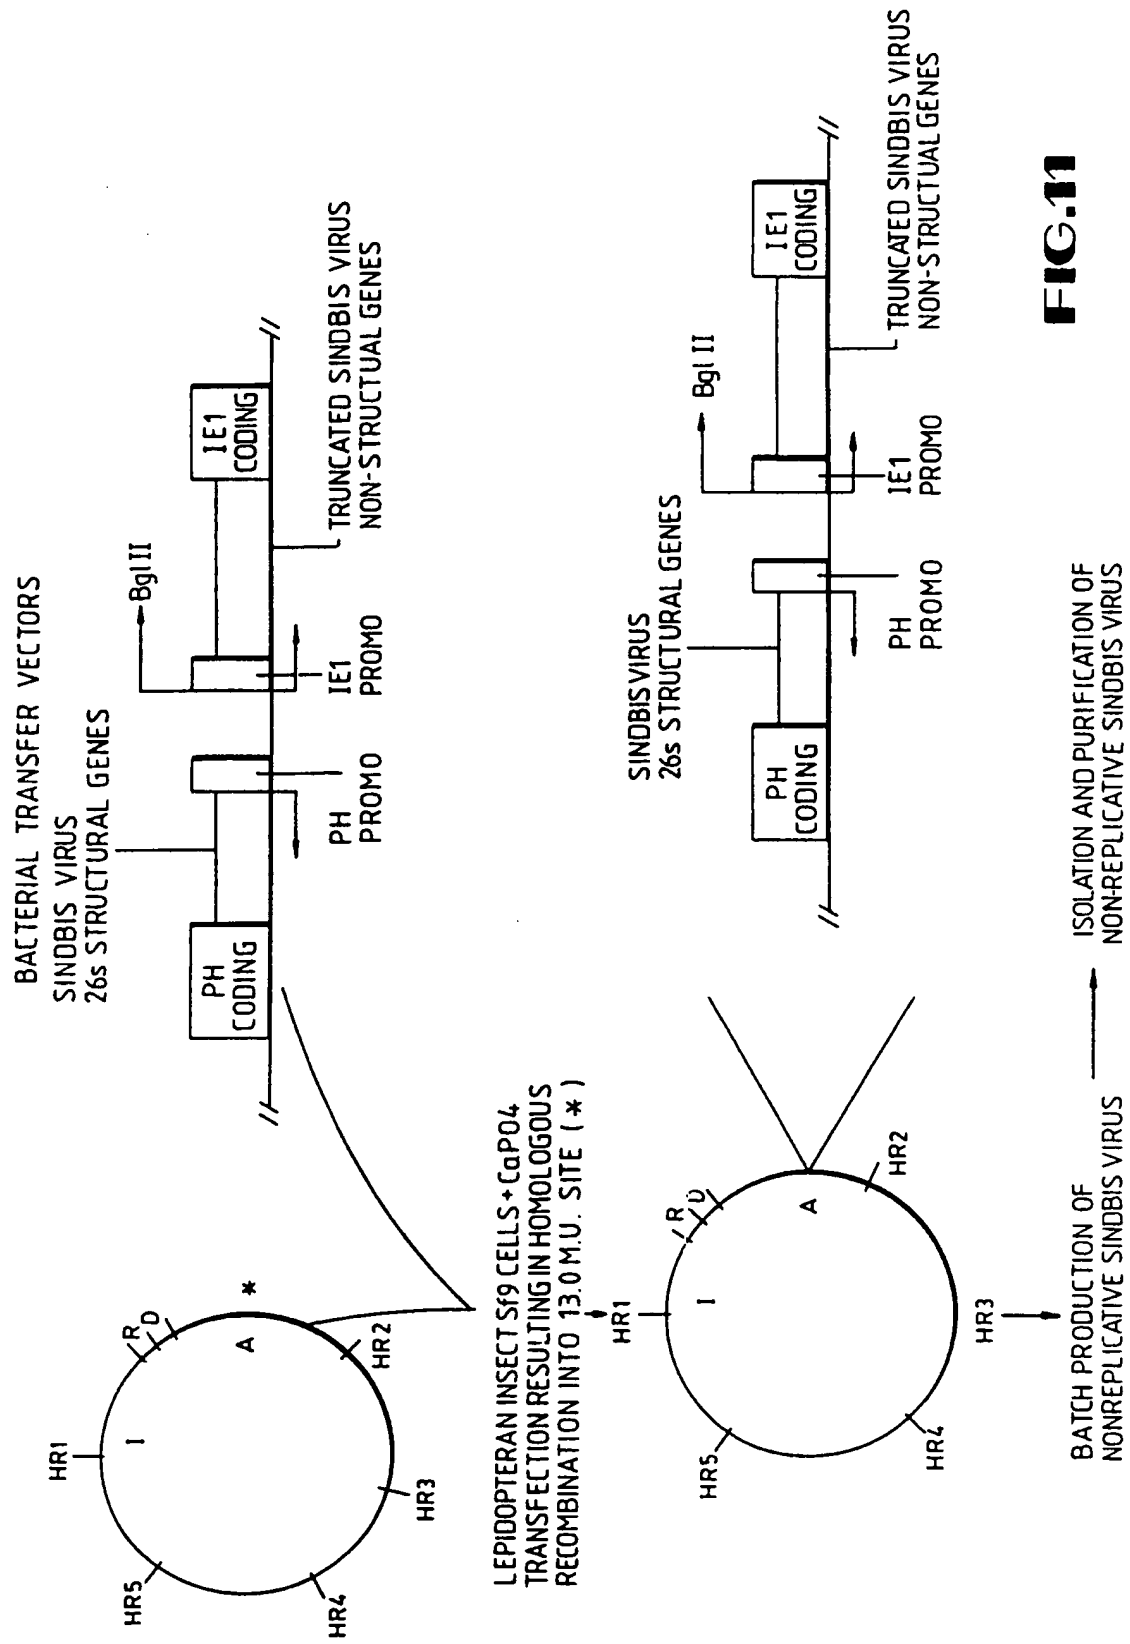 BACTERIAL TRANSFER VECTORS
SINDBIS VIRUS
26s STRUCTURAL GENES
PH
CODING
PH
PROMO
BglII
IE1
PROMO
IE1
CODING
TRUNCATED SINDBIS VIRUS
NON-STRUCTUAL GENES
HR1
I
R
D
A
*
HR2
HR3
HR4
HR5
LEPIDOPTERAN INSECT Sf9 CELLS+CaPO4
TRANSFECTION RESULTING IN HOMOLOGOUS
RECOMBINATION INTO 13.0 M.U. SITE (*)
HR1
I
R
D
A
HR2
HR3
HR4
HR5
SINDBIS VIRUS
26s STRUCTURAL GENES
PH
CODING
PH
PROMO
Bgl II
IE1
PROMO
IE1
CODING
TRUNCATED SINDBIS VIRUS
NON-STRUCTUAL GENES
BATCH PRODUCTION OF
NONREPLICATIVE SINDBIS VIRUS
ISOLATION AND PURIFICATION OF
NON-REPLICATIVE SINDBIS VIRUS
FIG.11